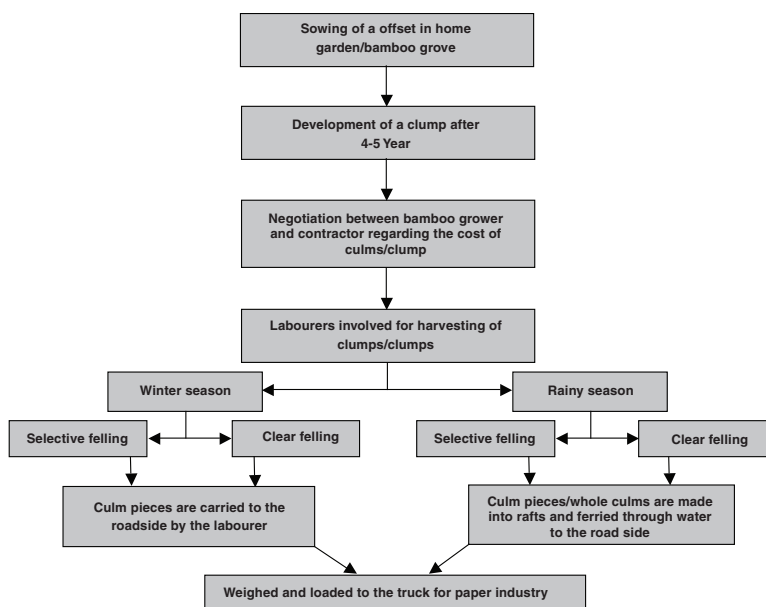 Sowing of a offset in home
garden/bamboo grove
Development of a clump after
4-5 Year
Negotiation between bamboo grower
and contractor regarding the cost of
culms/clump
Labourers involved for harvesting of
clumps/clumps
Winter season
Rainy season
Selective felling
Clear felling
Selective felling
Clear felling
Culm pieces are carried to the
roadside by the labourer
Culm pieces/whole culms are made
into rafts and ferried through water
to the road side
Weighed and loaded to the truck for paper industry